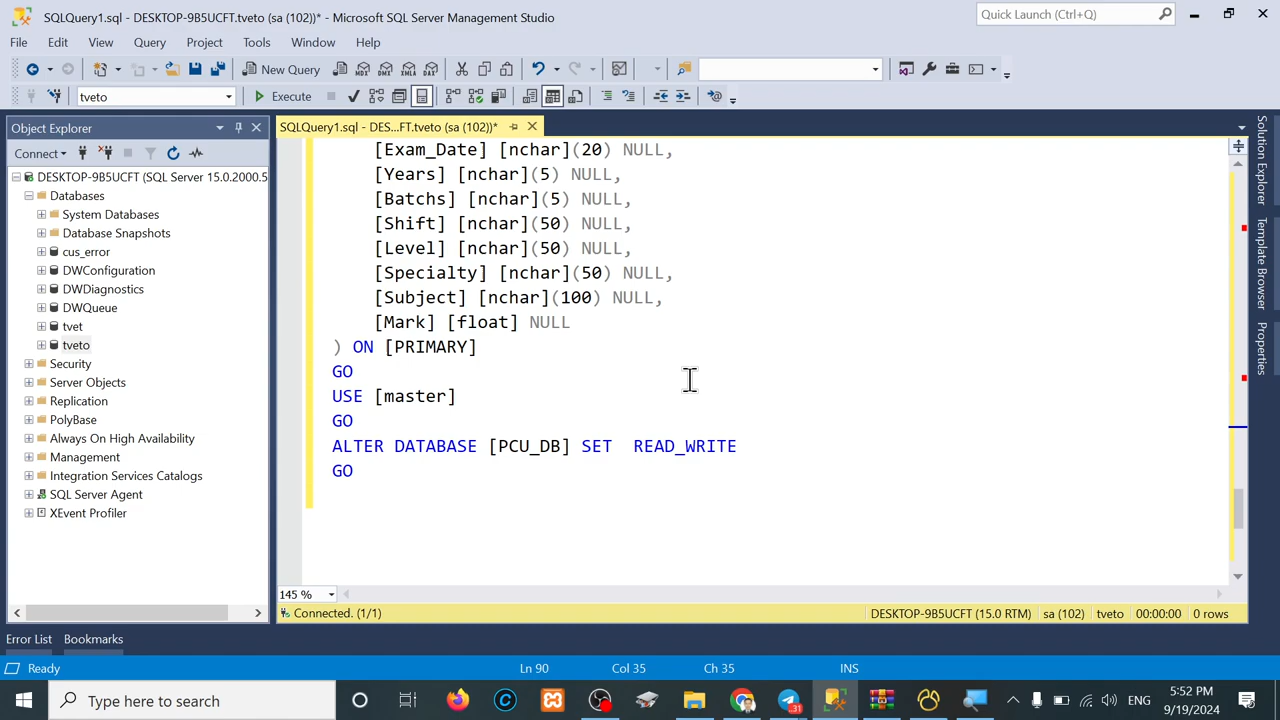 SQLQuery1.sql - DESKTOP-9B5UCFT.tveto (sa (102))* - Microsoft SQL Server Management Studio
Quick Launch (Ctrl+Q)
File Edit View Query Project Tools Window Help
New Query
MDX DMX XMLA DAX
tveto
Execute
Object Explorer
SQLQuery1.sql - DES...FT.tveto (sa (102))*
Connect
DESKTOP-9B5UCFT (SQL Server 15.0.2000.5
Databases
System Databases
Database Snapshots
cus_error
DWConfiguration
DWDiagnostics
DWQueue
tvet
tveto
Security
Server Objects
Replication
PolyBase
Always On High Availability
Management
Integration Services Catalogs
SQL Server Agent
XEvent Profiler
[Exam_Date] [nchar](20) NULL,
[Years] [nchar](5) NULL,
[Batchs] [nchar](5) NULL,
[Shift] [nchar](50) NULL,
[Level] [nchar](50) NULL,
[Specialty] [nchar](50) NULL,
[Subject] [nchar](100) NULL,
[Mark] [float] NULL
) ON [PRIMARY]
GO
USE [master]
GO
ALTER DATABASE [PCU_DB] SET  READ_WRITE
GO
Solution Explorer
Template Browser
Properties
145 %
Connected. (1/1)
DESKTOP-9B5UCFT (15.0 RTM) sa (102) tveto 00:00:00 0 rows
Error List Bookmarks
Ready
Ln 90 Col 35 Ch 35 INS
Type here to search
31
ENG
5:52 PM
9/19/2024